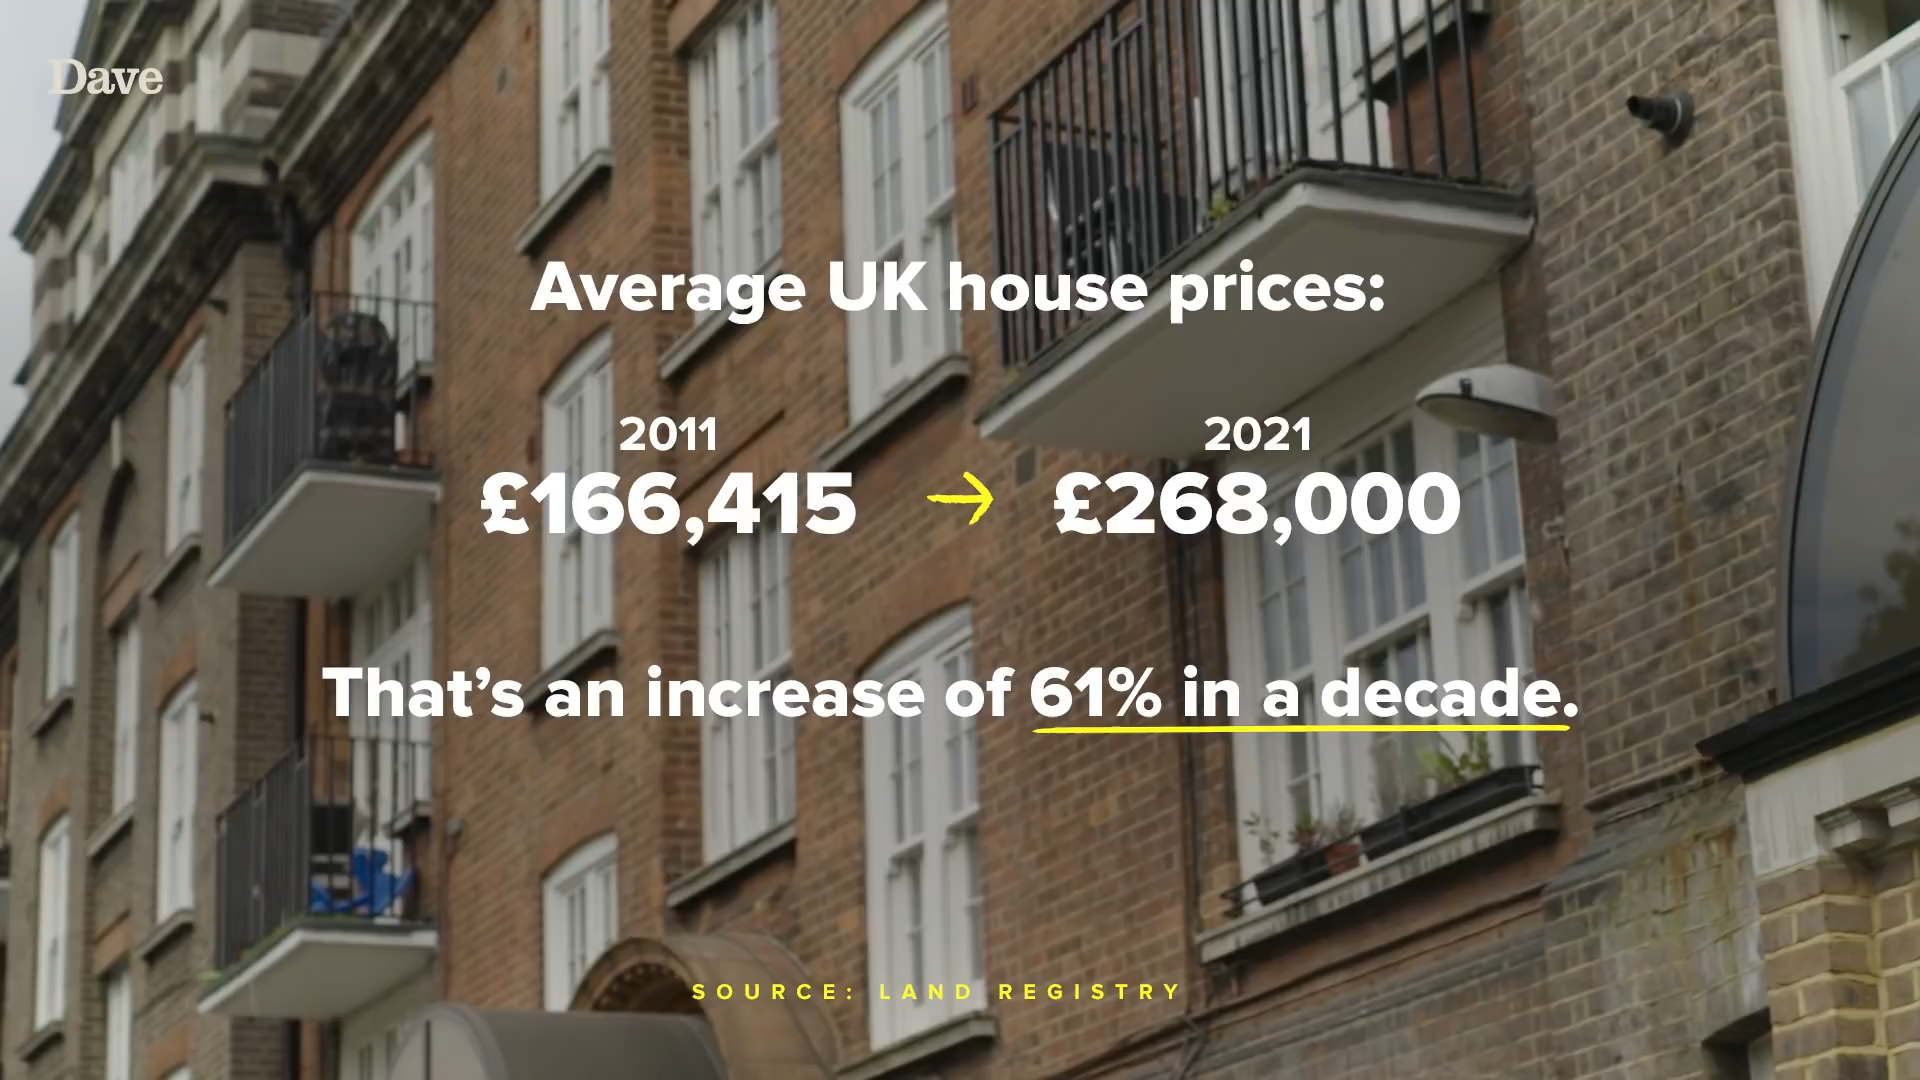 Dave
Average UK house prices:
2011
£166,415 → £268,000
2021
That's an increase of 61% in a decade.
SOURCE: LAND REGISTRY